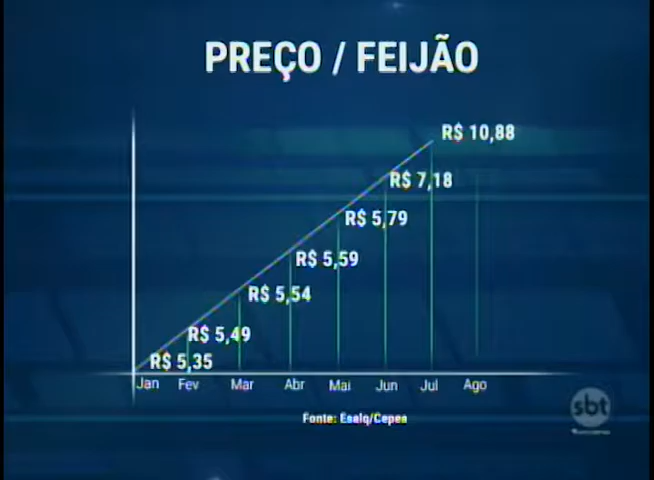 PREÇO / FEIJÃO
R$ 10,88
R$ 7,18
R$ 5,79
R$ 5,59
R$ 5,54
R$ 5,49
R$ 5,35
Jan Fev Mar Abr Mai Jun Jul Ago
Fonte: Esalq/Cepea
sbt